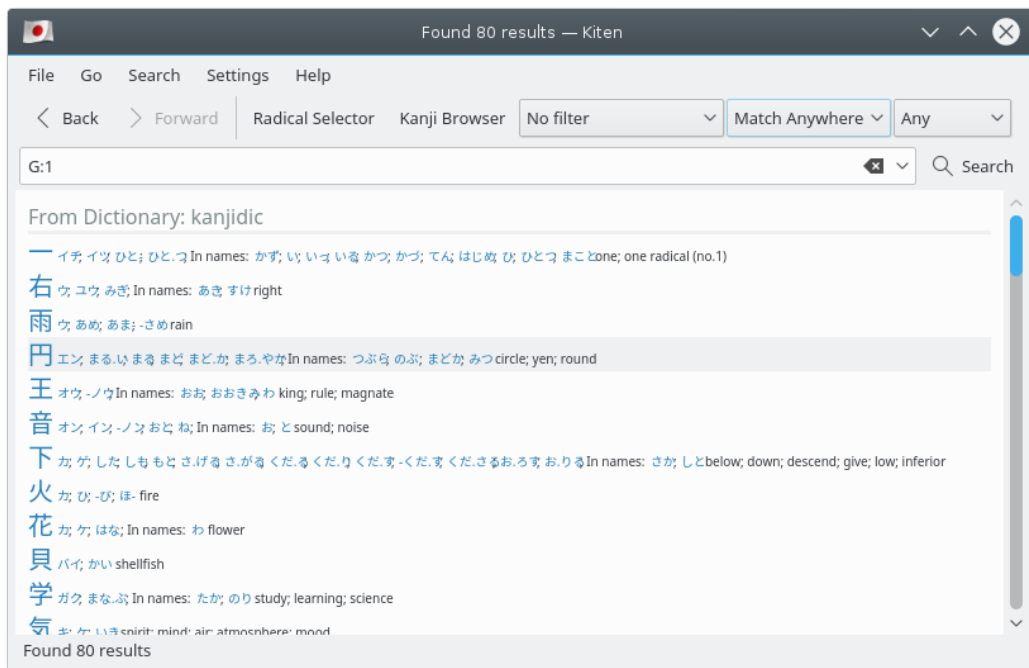 Found 80 results — Kiten
File Go Search Settings Help
Back Forward Radical Selector Kanji Browser No filter Match Anywhere Any
G:1 Search
From Dictionary: kanjidic
一 イチ; イツ; ひと-; ひと.つ In names: かず; い; いっ; いる; かつ; かづ; てん; はじめ; ひ; ひとつ; まこと one; one radical (no.1)
右 ウ; ユウ; みぎ; In names: あき; すけ right
雨 ウ; あめ; あま-; -さめ rain
円 エン; まる.い; まる; まど; まど.か; まろ.やか In names: つぶら; のぶ; まどか; みつ circle; yen; round
王 オウ; -ノウ In names: おお; おおきみ; わ king; rule; magnate
音 オン; イン; -ノン; おと; ね; In names: お; と sound; noise
下 カ; ゲ; した; しも; もと; さ.げる; さ.がる; くだ.る; くだ.り; くだ.す; -くだ.す; くだ.さる; お.ろす; お.りる In names: さか; しと below; down; descend; give; low; inferior
火 カ; ひ; -び; ほ- fire
花 カ; ケ; はな; In names: わ flower
貝 バイ; かい shellfish
学 ガク; まな.ぶ; In names: たか; のり study; learning; science
気 キ; ケ; いき spirit; mind; air; atmosphere; mood
Found 80 results